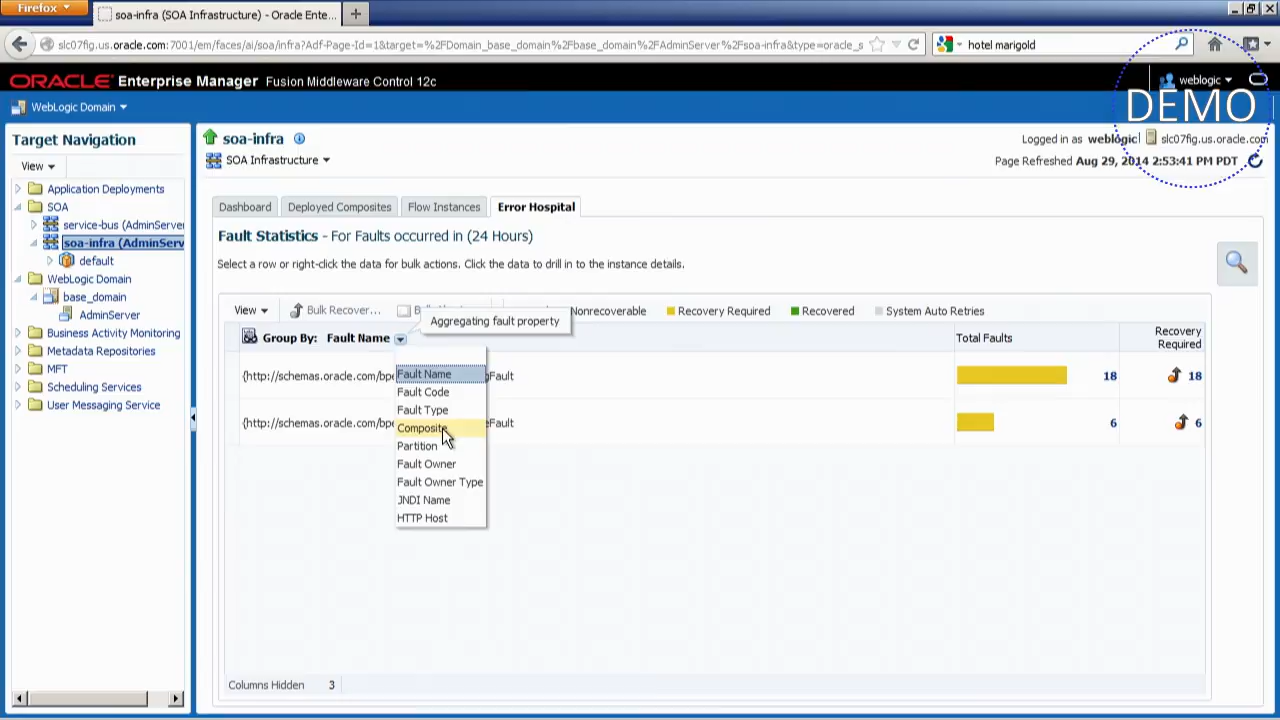 Firefox
soa-infra (SOA Infrastructure) - Oracle Ente...
slc07fig.us.oracle.com:7001/em/faces/ai/soa/infra?Adf-Page-Id=1&target=%2FDomain_base_domain%2Fbase_domain%2FAdminServer%2Fsoa-infra&type=oracle_s
hotel marigold
ORACLE Enterprise Manager Fusion Middleware Control 12c
weblogic
DEMO
WebLogic Domain
Target Navigation
View
Application Deployments
SOA
service-bus (AdminServer
soa-infra (AdminServ
default
WebLogic Domain
base_domain
AdminServer
Business Activity Monitoring
Metadata Repositories
MFT
Scheduling Services
User Messaging Service
soa-infra
SOA Infrastructure
Logged in as weblogic
slc07fig.us.oracle.com
Page Refreshed Aug 29, 2014 2:53:41 PM PDT
Dashboard Deployed Composites Flow Instances Error Hospital
Fault Statistics - For Faults occurred in (24 Hours)
Select a row or right-click the data for bulk actions. Click the data to drill in to the instance details.
View Bulk Recover... Nonrecoverable Recovery Required Recovered System Auto Retries
Aggregating fault property
Group By: Fault Name Total Faults Recovery Required
{http://schemas.oracle.com/bpe
Fault
18 18
{http://schemas.oracle.com/bpe
eFault
6 6
Fault Name
Fault Code
Fault Type
Composite
Partition
Fault Owner
Fault Owner Type
JNDI Name
HTTP Host
Columns Hidden 3